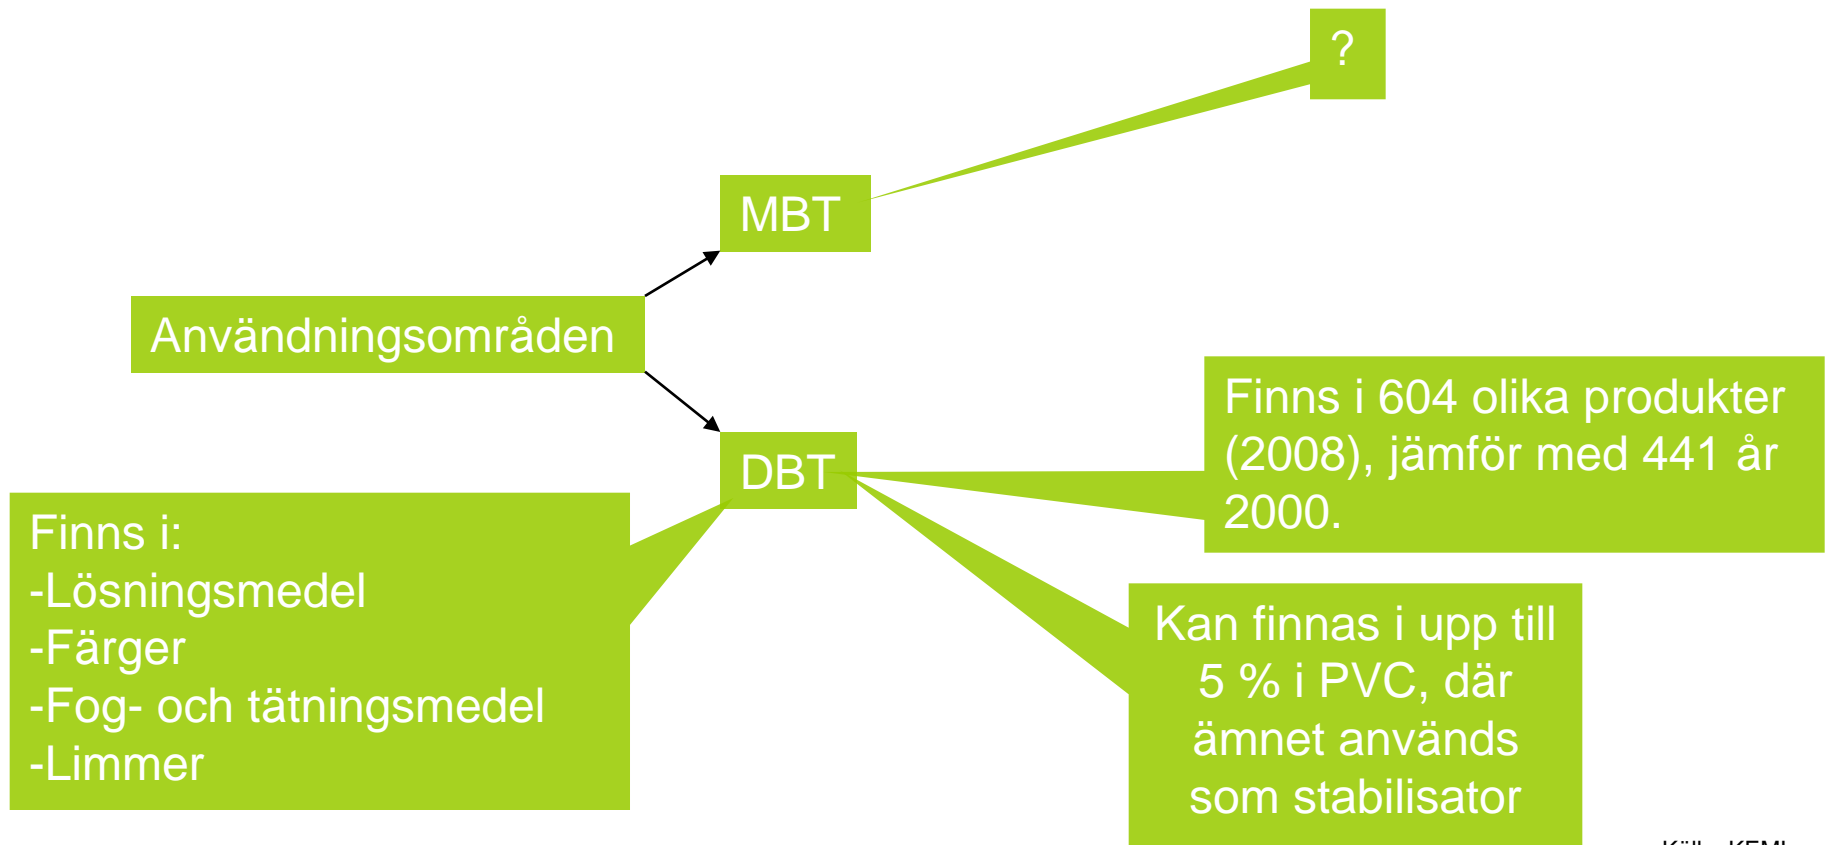 ?
MBT
Användningsområden
DBT
Finns i 604 olika produkter
(2008), jämför med 441 år
2000.
Finns i:
-Lösningsmedel
-Färger
-Fog- och tätningsmedel
-Limmer
Kan finnas i upp till
5 % i PVC, där
ämnet används
som stabilisator